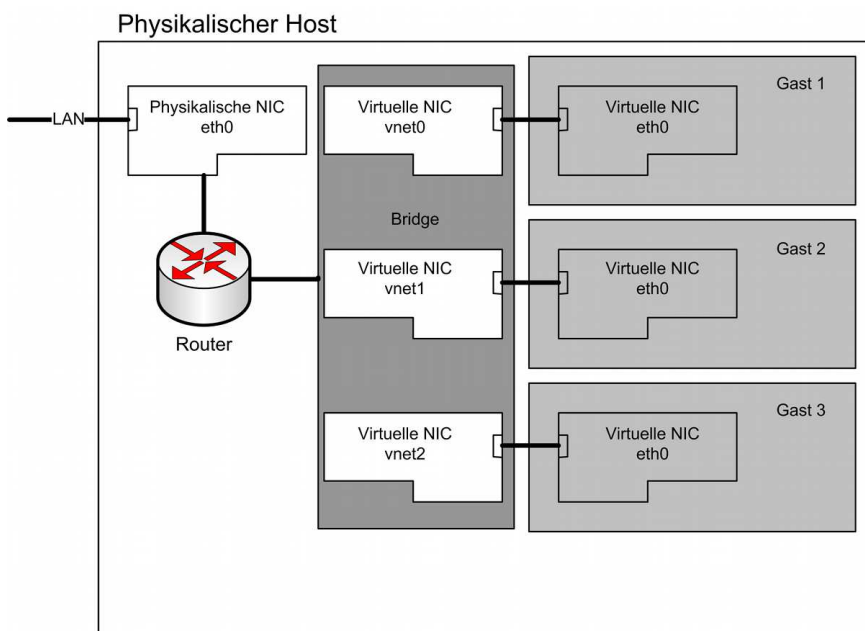 Physikalischer Host
LAN
Physikalische NIC
eth0
Router
Bridge
Virtuelle NIC
vnet0
Virtuelle NIC
eth0
Gast 1
Virtuelle NIC
vnet1
Virtuelle NIC
eth0
Gast 2
Virtuelle NIC
vnet2
Virtuelle NIC
eth0
Gast 3